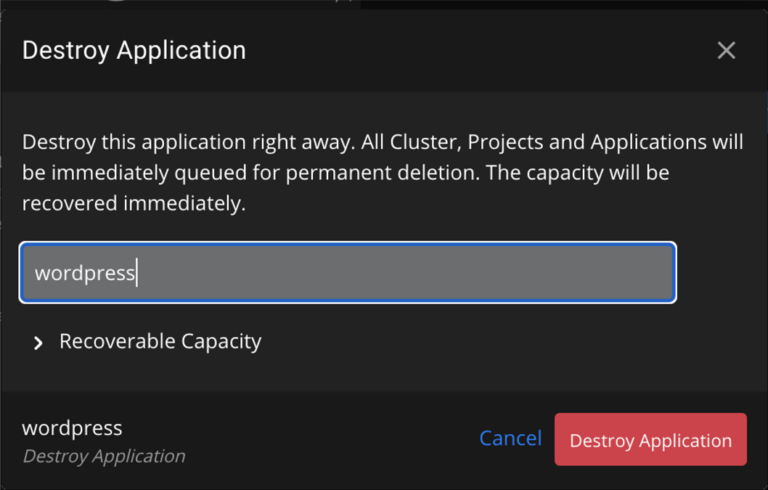 Destroy Application
Destroy this application right away. All Cluster, Projects and Applications will
be immediately queued for permanent deletion. The capacity will be
recovered immediately.
wordpress
Recoverable Capacity
wordpress
Destroy Application
Cancel
Destroy Application